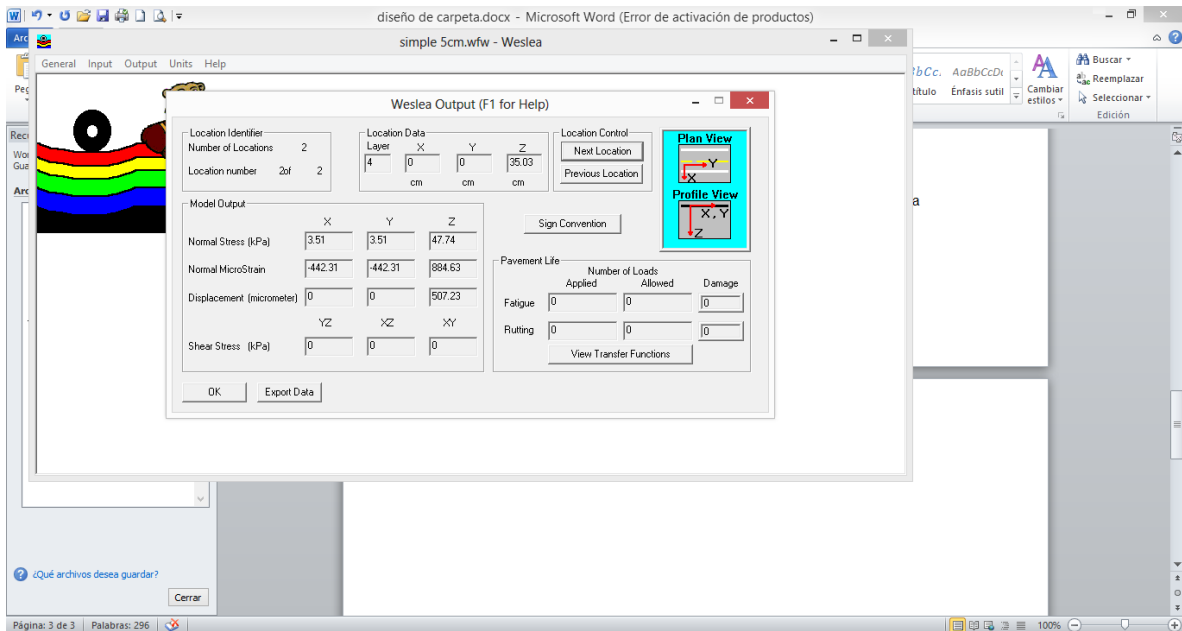 diseño de carpeta.docx - Microsoft Word (Error de activación de productos)
simple 5cm.wfw - Weslea
General Input Output Units Help
Weslea Output (F1 for Help)
Location Identifier
Number of Locations 2
Location number 2of 2
Location Data
Layer X Y Z
4 0 0 35.03
cm cm cm
Location Control
Next Location
Previous Location
Plan View
Y
X
Profile View
X, Y
Z
Model Output
X Y Z
Normal Stress (kPa) 3.51 3.51 47.74
Normal MicroStrain -442.31 -442.31 884.63
Displacement (micrometer) 0 0 507.23
YZ XZ XY
Shear Stress (kPa) 0 0 0
Sign Convention
Pavement Life
Number of Loads
Applied Allowed Damage
Fatigue 0 0 0
Rutting 0 0 0
View Transfer Functions
OK Export Data
AaBbCcDc
Énfasis sutil
Cambiar
estilos
Buscar
Reemplazar
Seleccionar
Edición
a
¿Qué archivos desea guardar?
Cerrar
Página: 3 de 3 Palabras: 296
100%